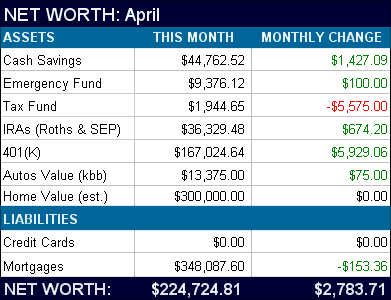 NET WORTH: April
ASSETS THIS MONTH MONTHLY CHANGE
Cash Savings $44,762.52 $1,427.09
Emergency Fund $9,376.12 $100.00
Tax Fund $1,944.65 -$5,575.00
IRAs (Roths & SEP) $36,329.48 $674.20
401(K) $167,024.64 $5,929.06
Autos Value (kbb) $13,375.00 $75.00
Home Value (est.) $300,000.00 $0.00
LIABILITIES
Credit Cards $0.00 $0.00
Mortgages $348,087.60 -$153.36
NET WORTH: $224,724.81 $2,783.71